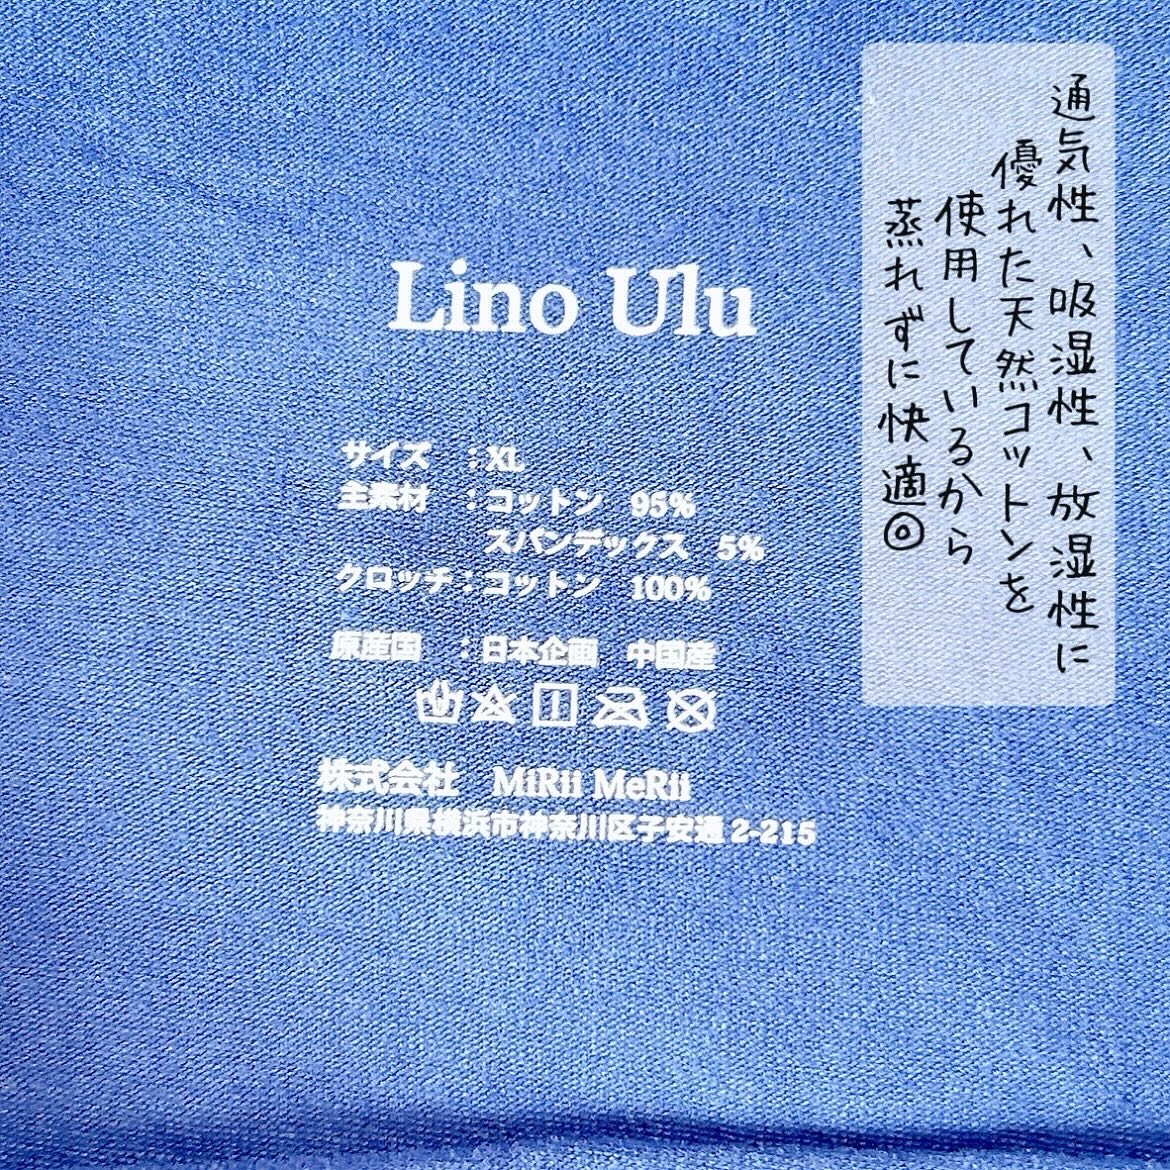 Lino Ulu
サイズ :XL
主素材 :コットン 95%
スパンデックス 5%
クロッチ:コットン 100%
原産国 :日本企画 中国産
株式会社 MiRii MeRii
神奈川県横浜市神奈川区子安通 2-215
通気性、吸湿性、放湿性に
優れた天然コットンを
使用しているから
蒸れずに快適◎